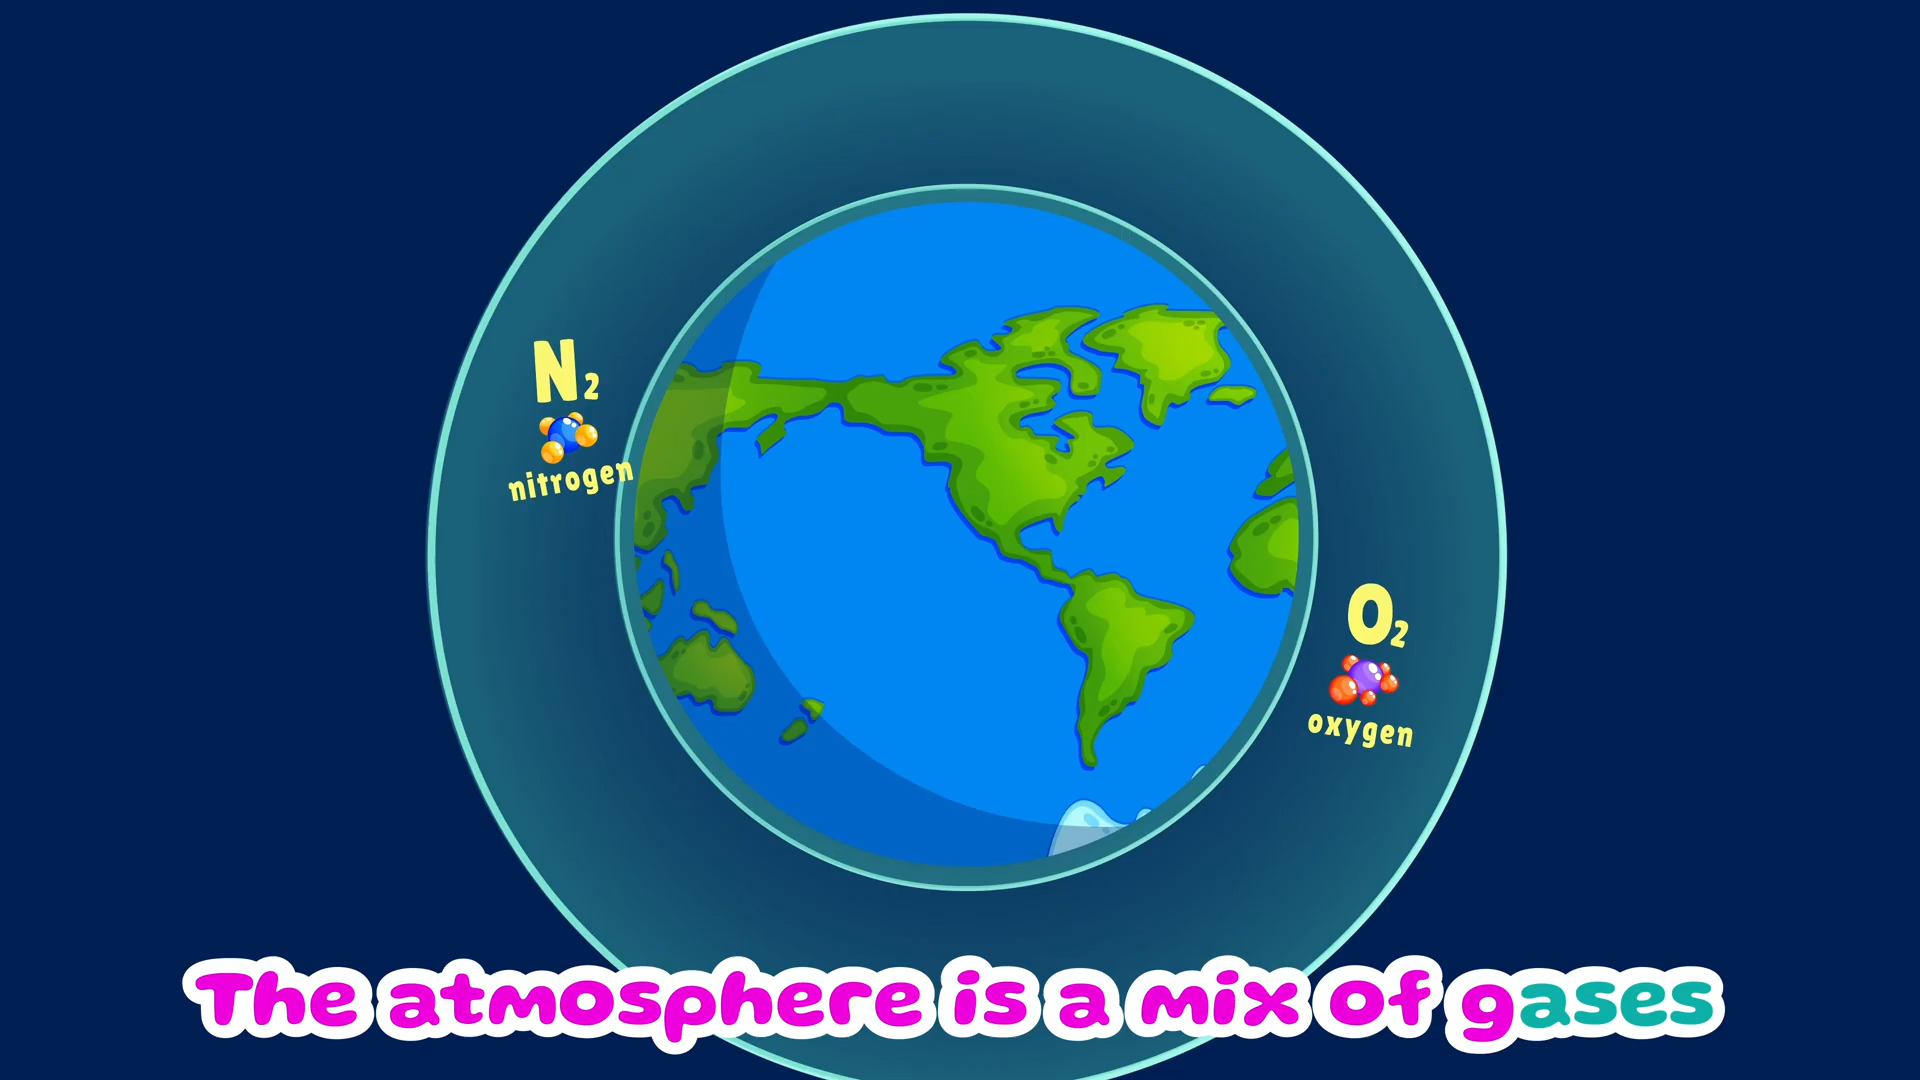 N2
nitrogen
O2
oxygen
The atmosphere is a mix of gases